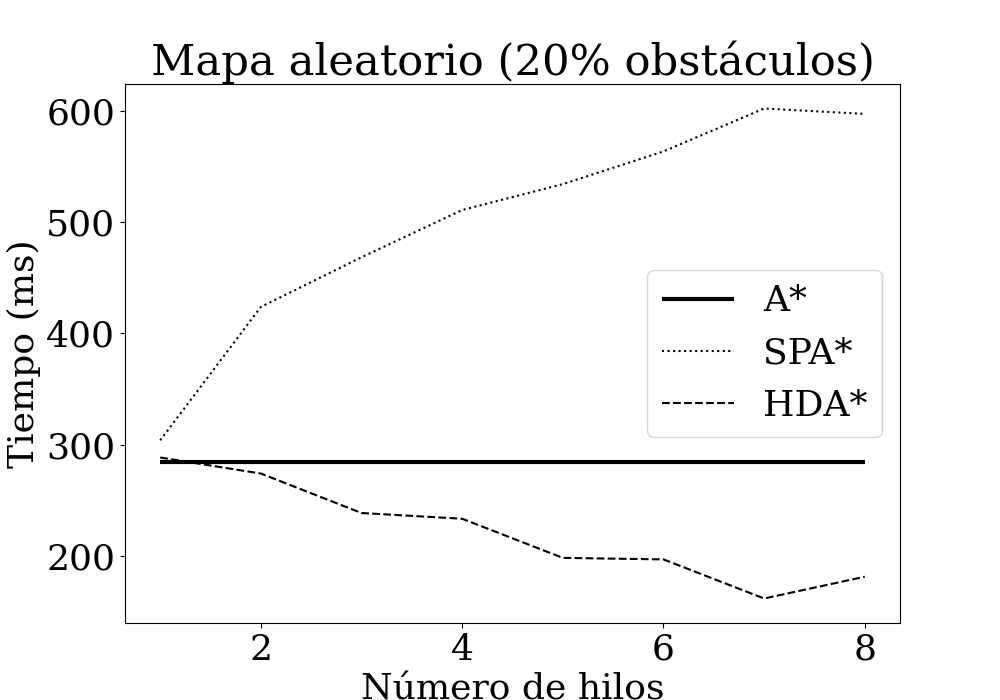 Mapa aleatorio (20% obstáculos)
Tiempo (ms)
600
500
400
300
200
A*
SPA*
HDA*
2 4 6 8
Número de hilos